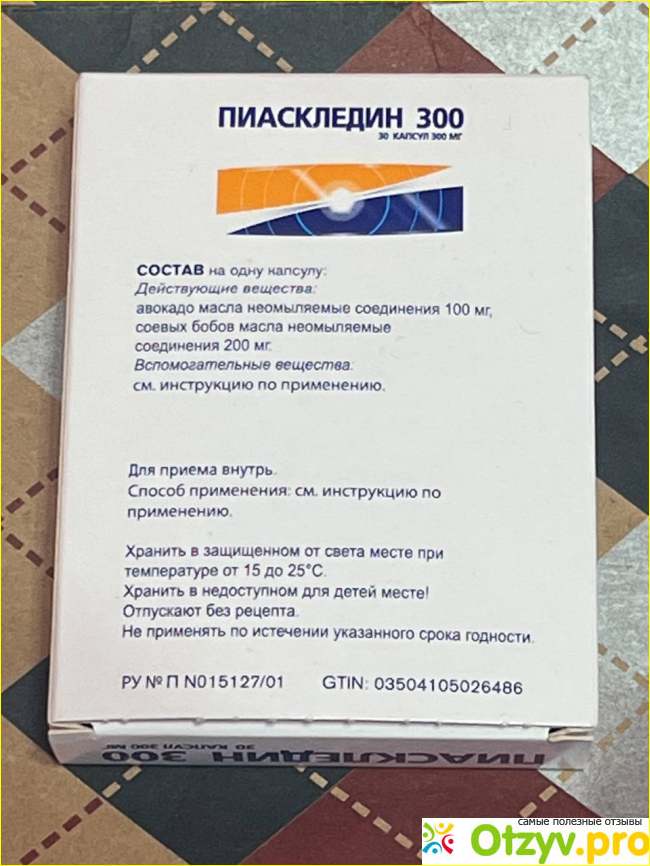 ПИАСКЛЕДИН 300
30 КАПСУЛ 300 МГ
СОСТАВ на одну капсулу:
Действующие вещества:
авокадо масла неомыляемые соединения 100 мг,
соевых бобов масла неомыляемые
соединения 200 мг.
Вспомогательные вещества:
см. инструкцию по применению.
Для приема внутрь.
Способ применения: см. инструкцию по
применению.
Хранить в защищенном от света месте при
температуре от 15 до 25°С.
Хранить в недоступном для детей месте!
Отпускают без рецепта.
Не применять по истечении указанного срока годности.
РУ № П N015127/01 GTIN: 03504105026486
ПИАСКЛЕДИН 300
30 КАПСУЛ 300 МГ
самые полезные отзывы
Otzyv.pro